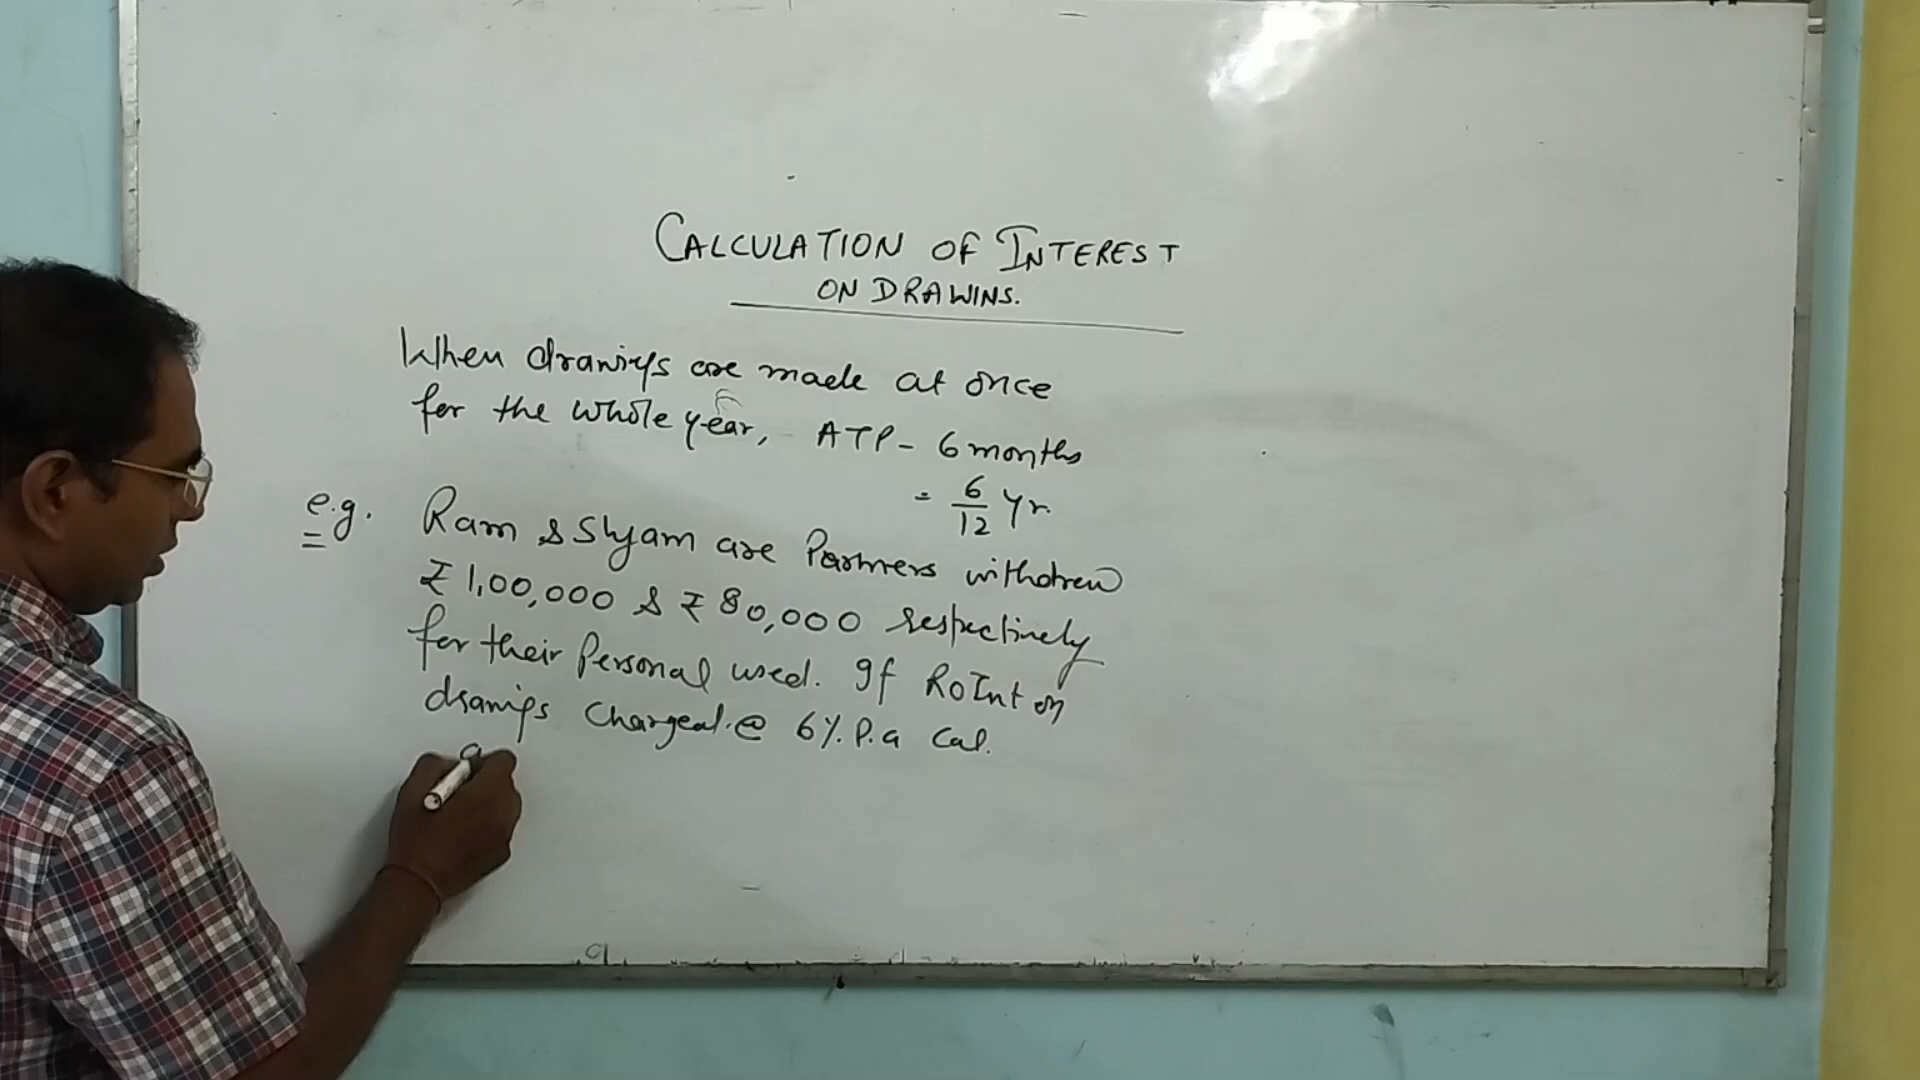 CALCULATION OF INTEREST
ON DRAWINS.
When drawings are made at once
for the whole year, ATP - 6 months
= 6/12 Yr.
e.g. Ram & Shyam are Partners withdrew
₹ 1,00,000 & ₹ 80,000 respectively
for their Personal used. If RoInt on
drawings Charged @ 6% P.a Cal.